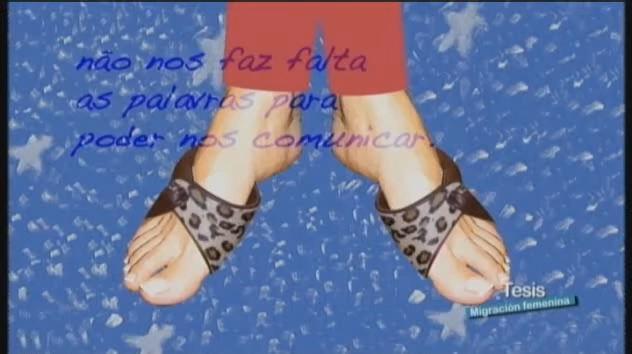 não nos faz falta
as palavras para
poder nos comunicar.
Tesis
Migración femenina